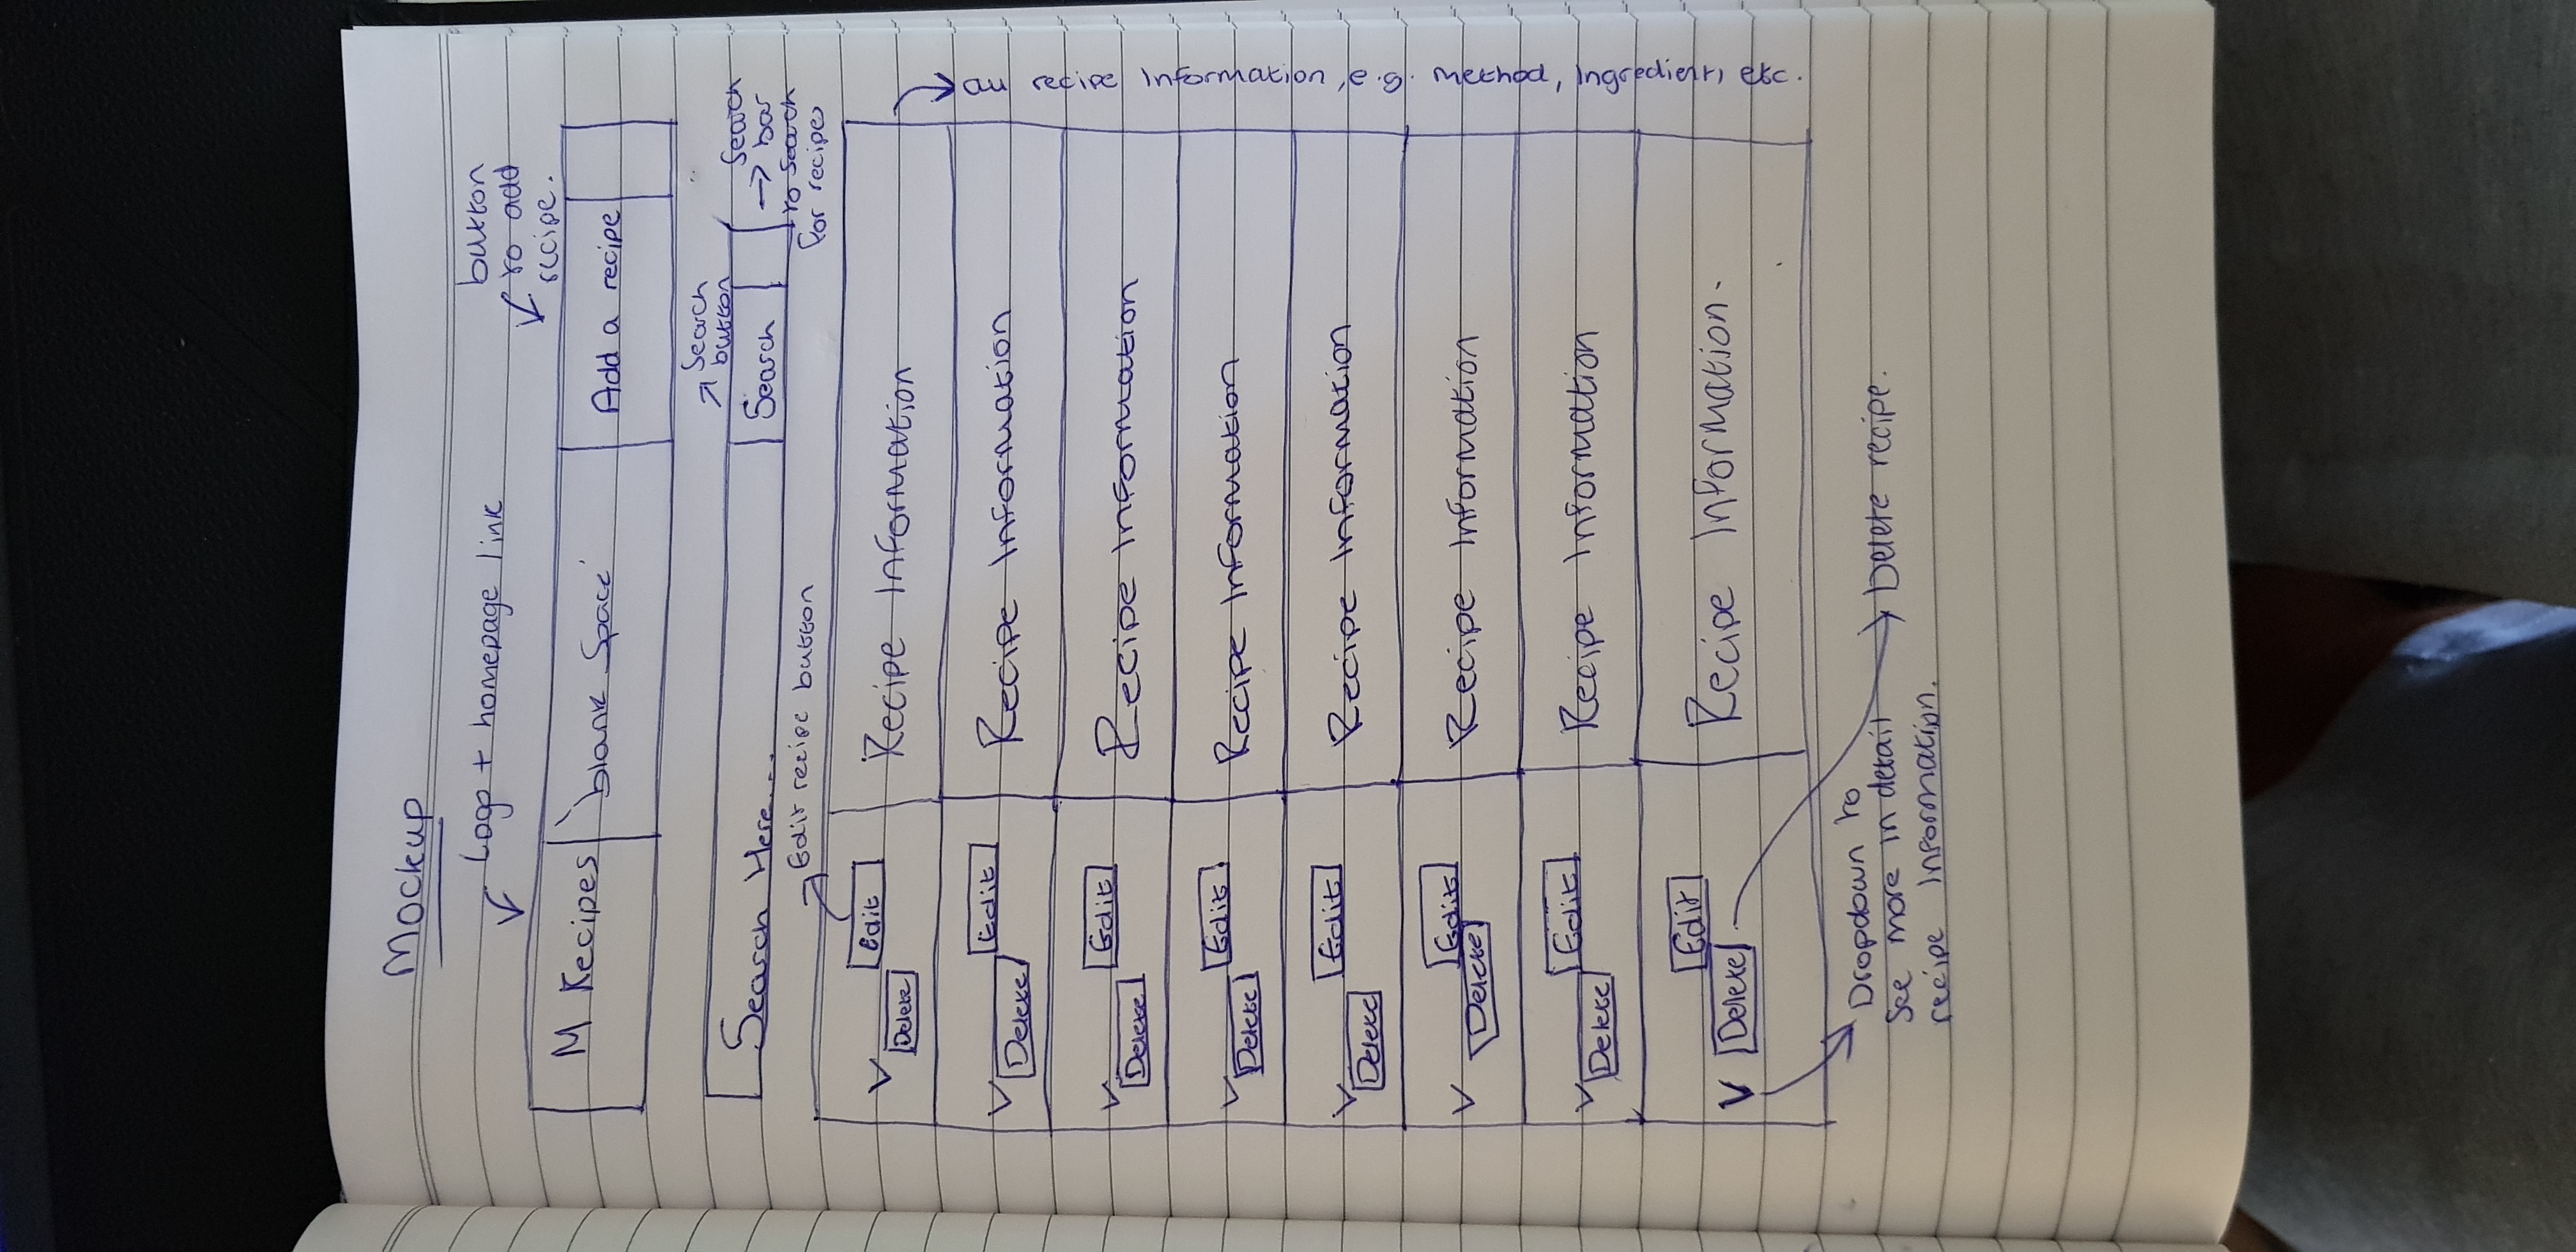 Mockup
Logo + homepage link
button
to add
recipe.
M Recipes 'blank Space' Add a recipe
Search
button
Search Here... Search
Search
bar
to Search
for recipes
Edit recipe button
Edit
Delete
Recipe Information
Edit
Delete
Recipe Information
Edit
Delete
Recipe Information
Edit
Delete
Recipe Information
Edit
Delete
Recipe Information
Edit
Delete
Recipe Information
Edit
Delete
Recipe Information
Edit
Delete
Recipe Information.
all recipe information, e.g. method, ingredients, etc.
Dropdown to
See more in detail
recipe information.
Delete recipe.